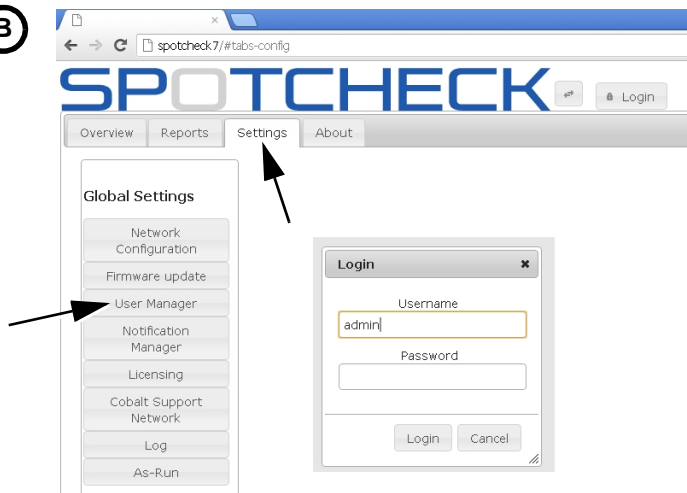 B
spotcheck7/#tabs-config
SPOTCHECK
Login
Overview Reports Settings About
Global Settings
Network
Configuration
Firmware update
User Manager
Notification
Manager
Licensing
Cobalt Support
Network
Log
As-Run
Login
Username
admin
Password
Login Cancel